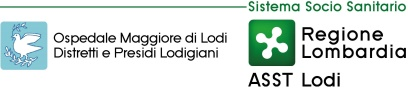 Sistema Socio Sanitario
Ospedale Maggiore di Lodi
Distretti e Presidi Lodigiani
Regione
Lombardia
ASST Lodi